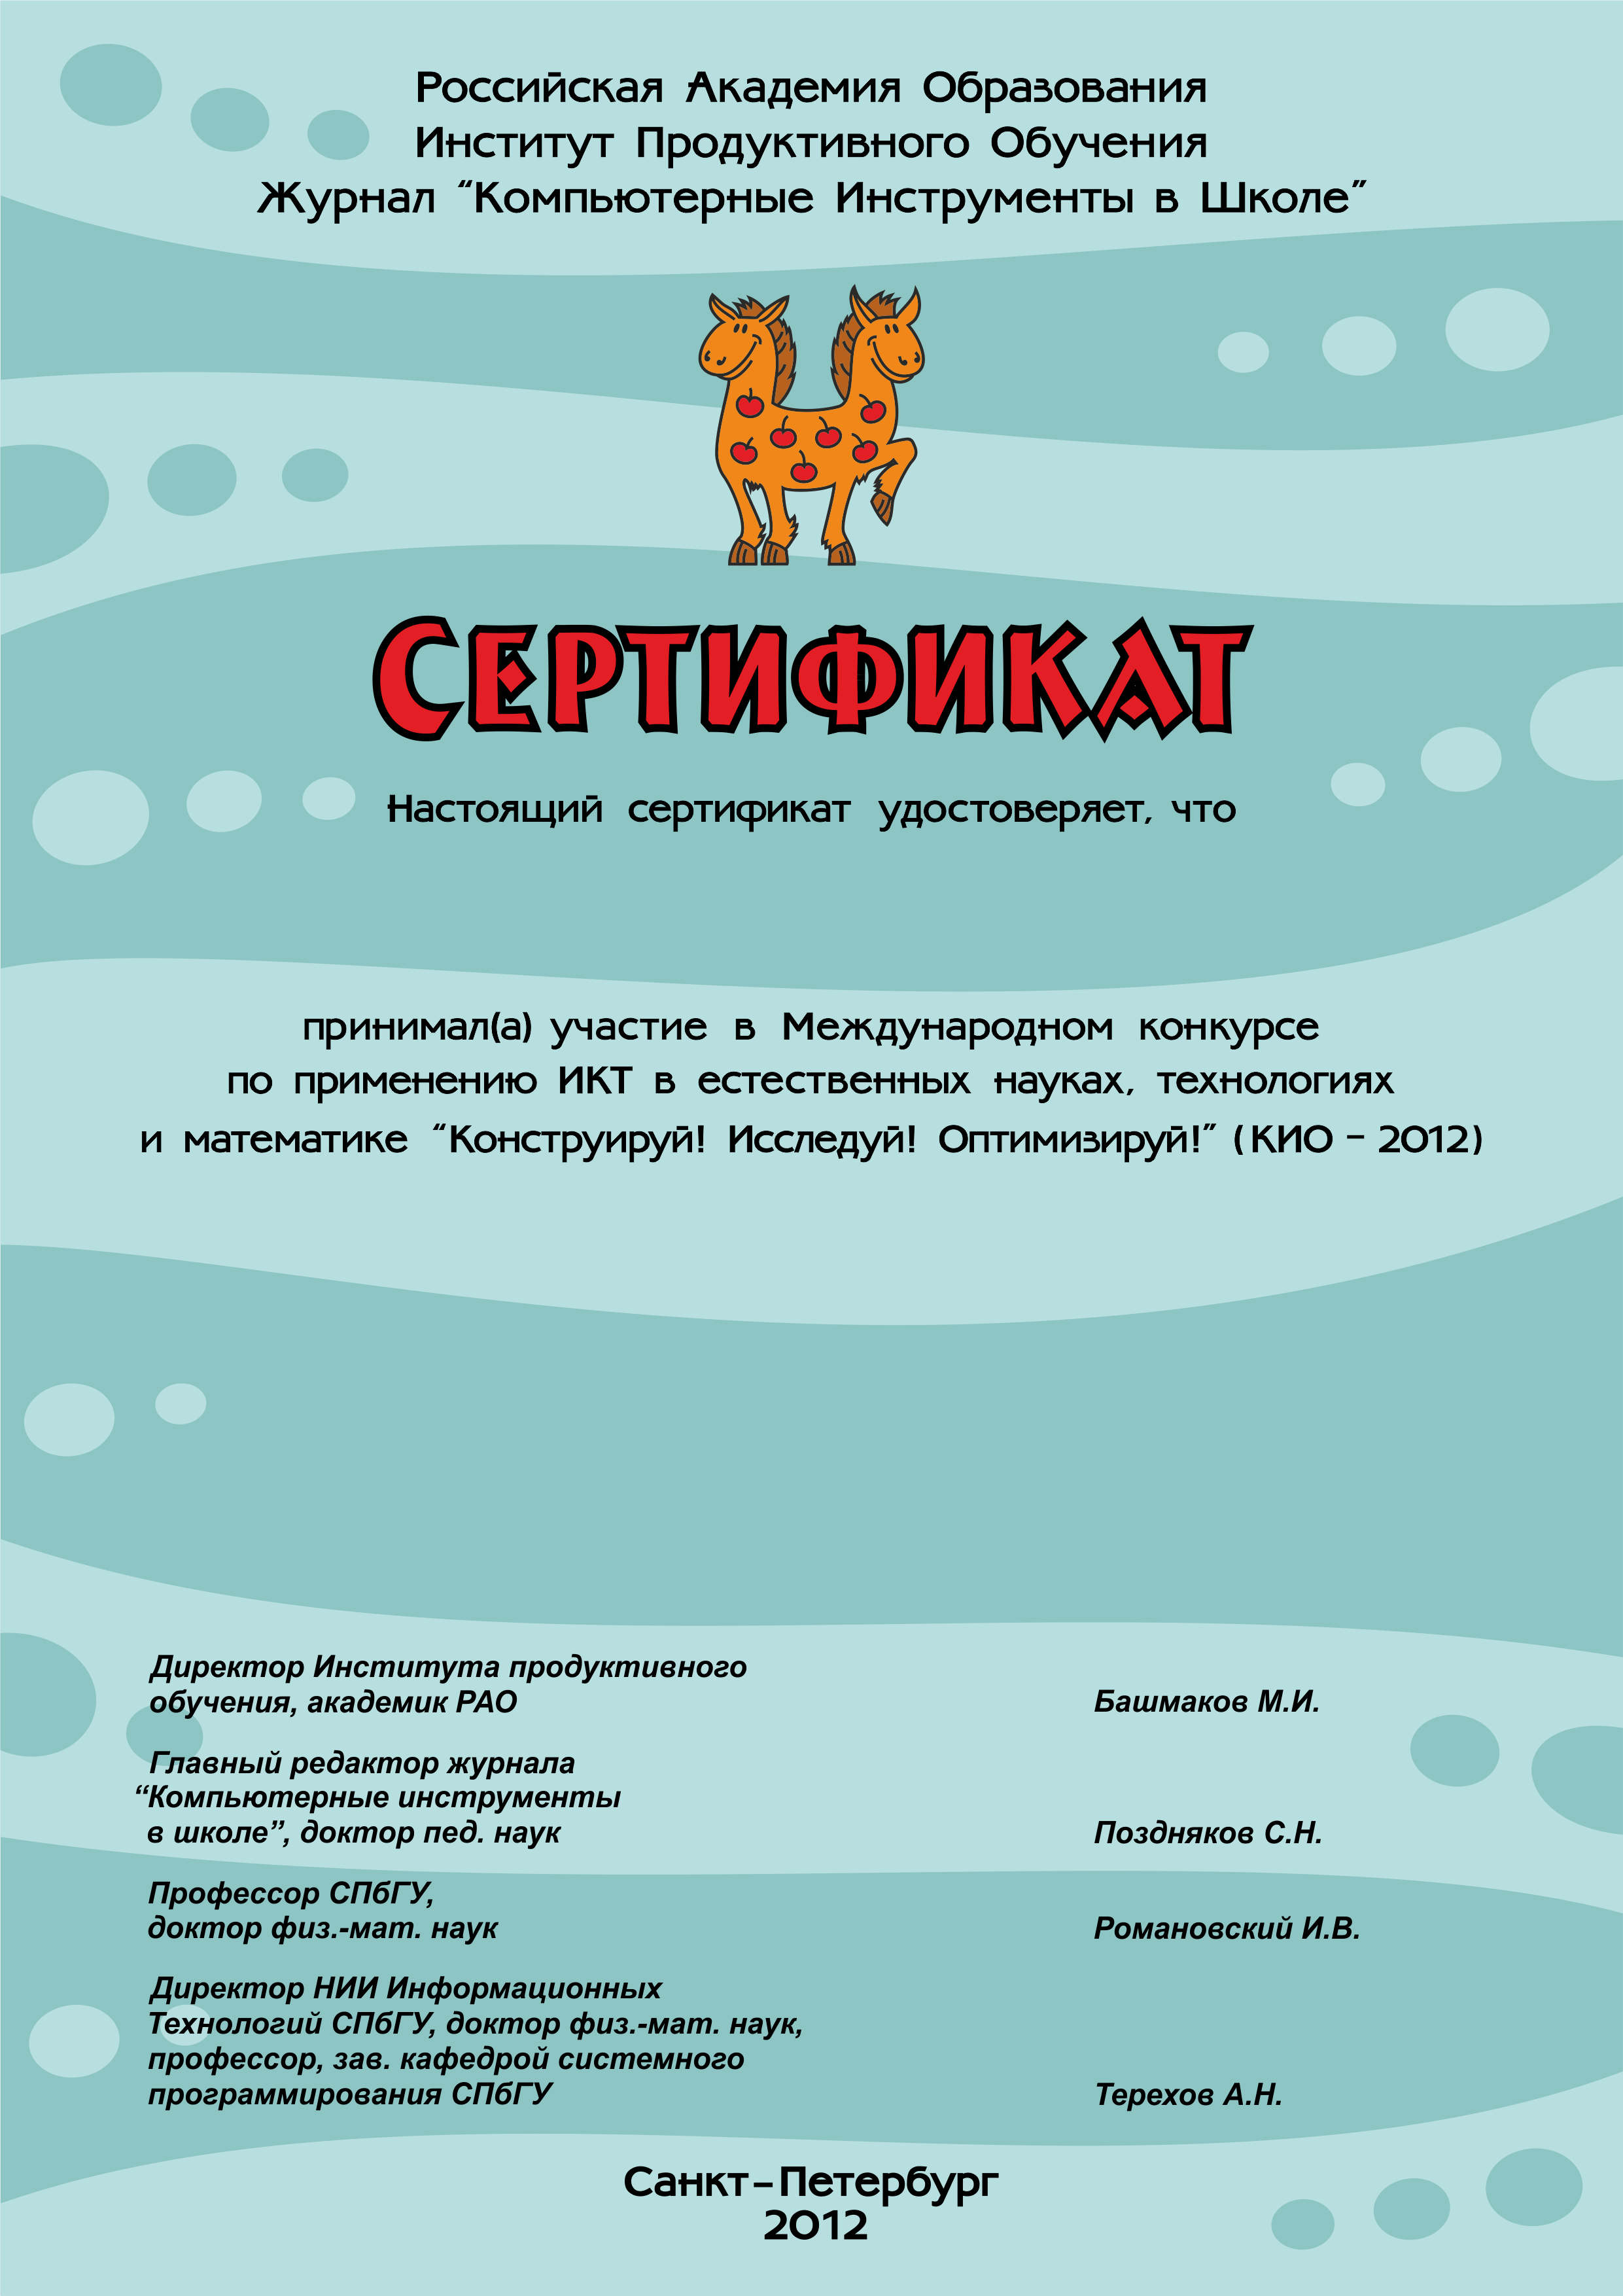 Российская Академия Образования
Институт Продуктивного Обучения
Журнал “Компьютерные Инструменты в Школе”
Сертификат
Настоящий сертификат удостоверяет, что
принимал(а) участие в Международном конкурсе
по применению ИКТ в естественных науках, технологиях
и математике “Конструируй! Исследуй! Оптимизируй!” (КИО - 2012)
Директор Института продуктивного
обучения, академик РАО
Башмаков М.И.
Главный редактор журнала
“Компьютерные инструменты
в школе”, доктор пед. наук
Поздняков С.Н.
Профессор СПбГУ,
доктор физ.-мат. наук
Романовский И.В.
Директор НИИ Информационных
Технологий СПбГУ, доктор физ.-мат. наук,
профессор, зав. кафедрой системного
программирования СПбГУ
Терехов А.Н.
Санкт-Петербург
2012